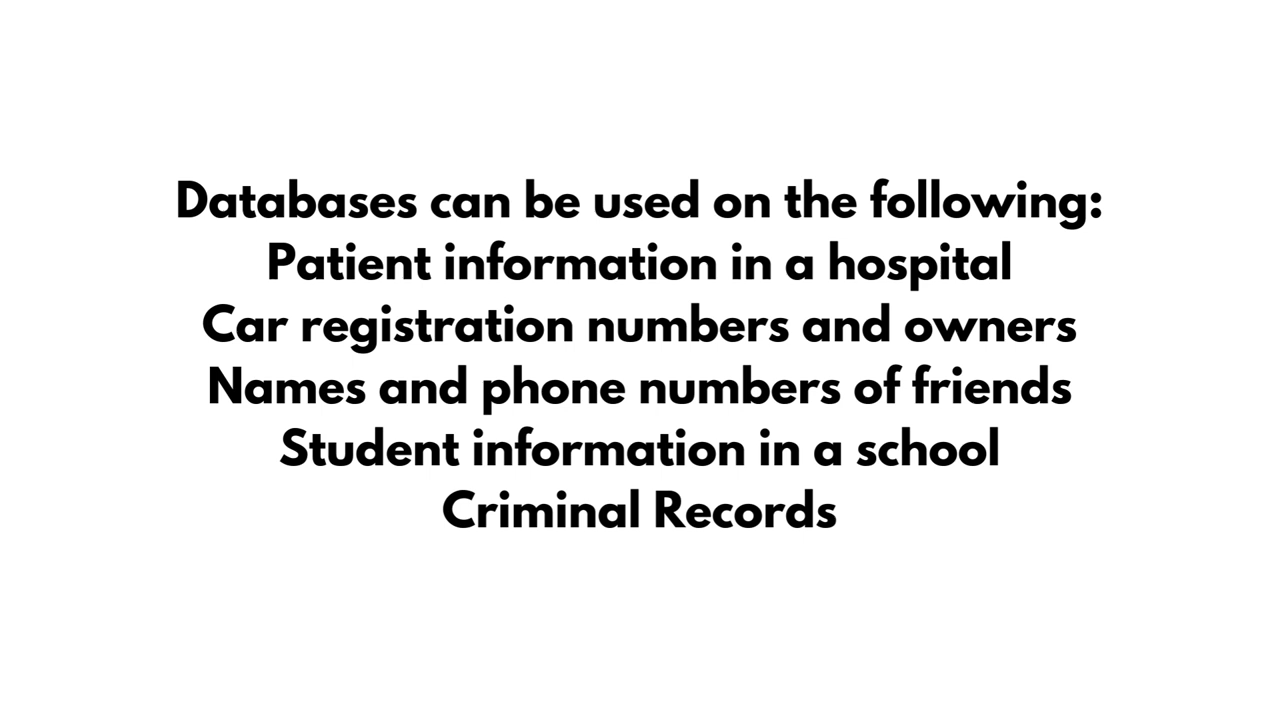 Databases can be used on the following:
Patient information in a hospital
Car registration numbers and owners
Names and phone numbers of friends
Student information in a school
Criminal Records